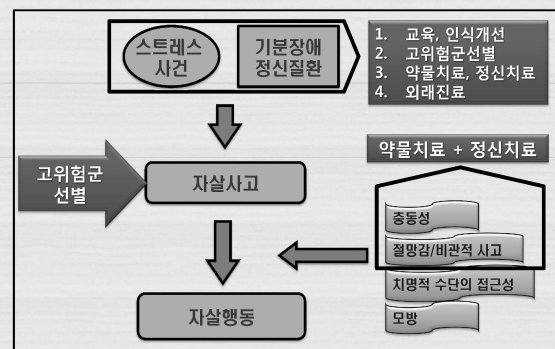 스트레스
사건
기분장애
정신질환
1. 교육, 인식개선
2. 고위험군선별
3. 약물치료, 정신치료
4. 외래진료
약물치료 + 정신치료
고위험군
선별
자살사고
충동성
절망감/비관적 사고
치명적 수단의 접근성
모방
자살행동